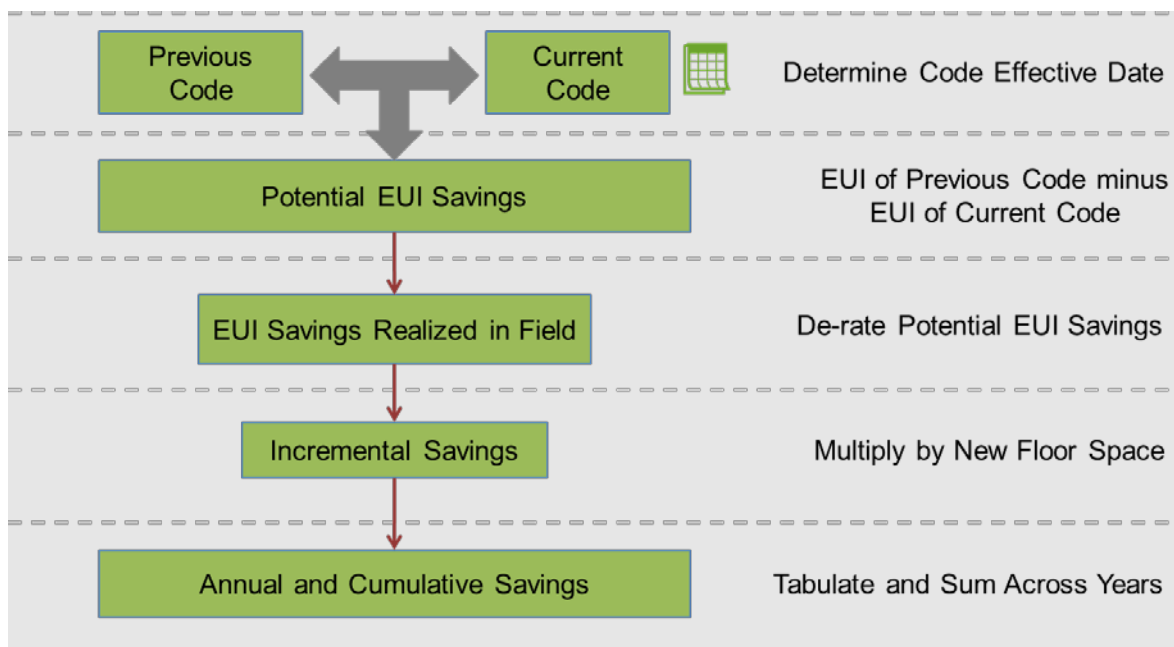 Previous
Code
Current
Code
Determine Code Effective Date
Potential EUI Savings
EUI of Previous Code minus
EUI of Current Code
EUI Savings Realized in Field
De-rate Potential EUI Savings
Incremental Savings
Multiply by New Floor Space
Annual and Cumulative Savings
Tabulate and Sum Across Years